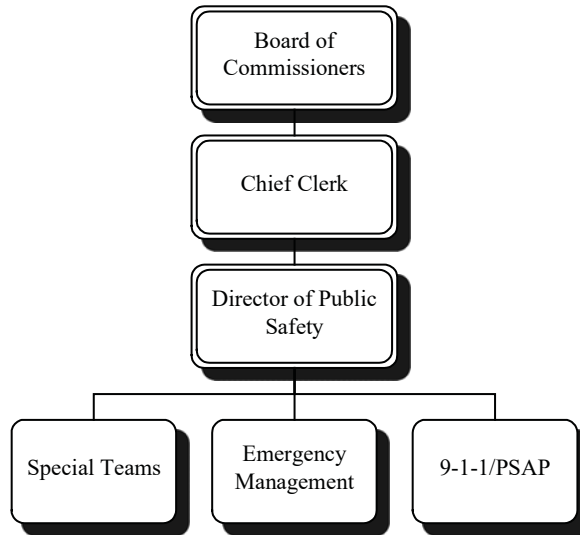 Board of
Commissioners
Chief Clerk
Director of Public
Safety
Special Teams
Emergency
Management
9-1-1/PSAP